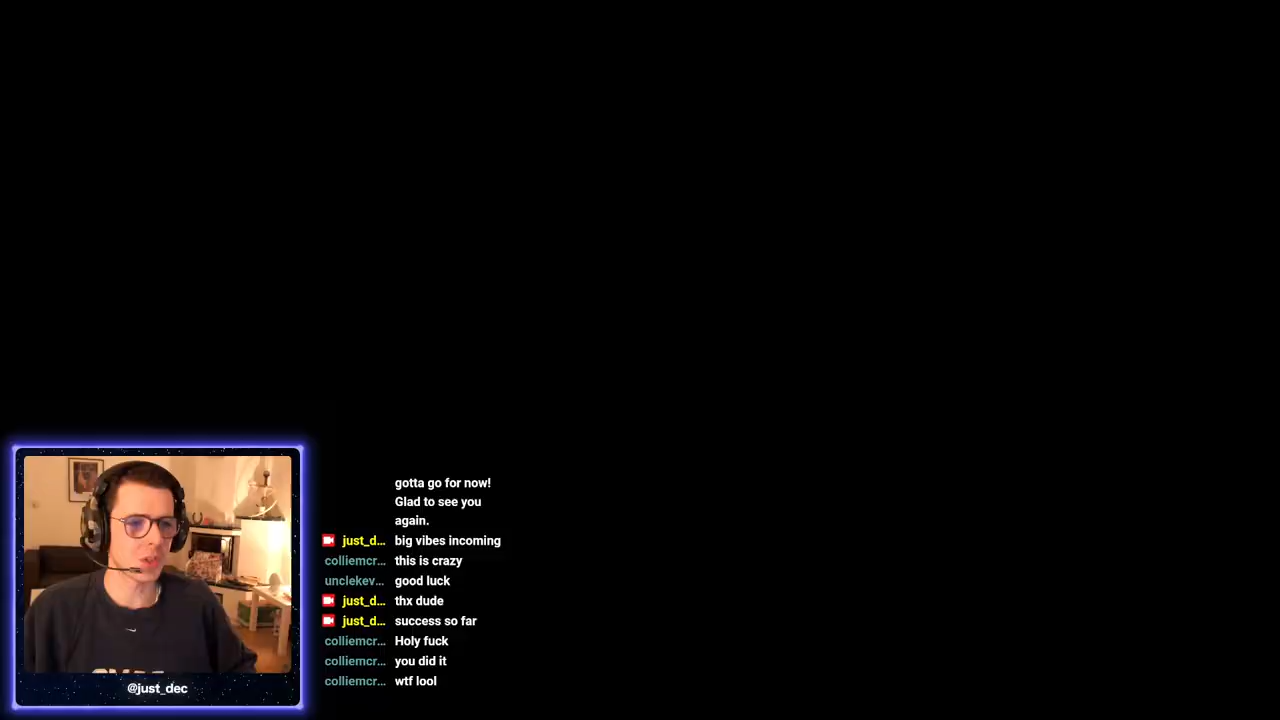 gotta go for now!
Glad to see you
again.
just_d... big vibes incoming
colliemcr... this is crazy
unclekev... good luck
just_d... thx dude
just_d... success so far
colliemcr... Holy fuck
colliemcr... you did it
colliemcr... wtf lool
@just_dec